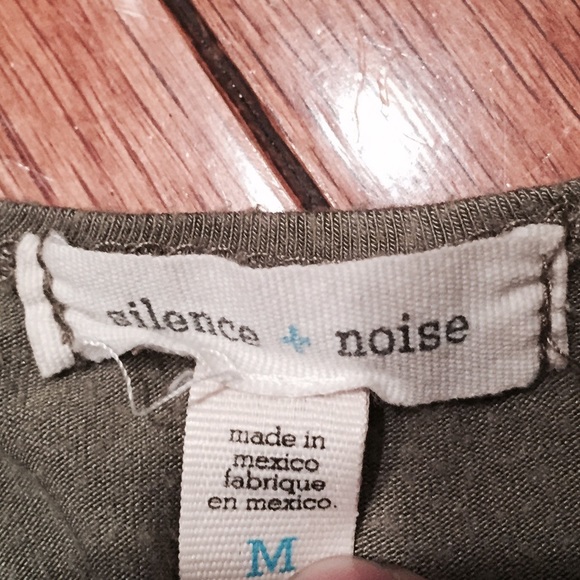 silence + noise
made in
mexico
fabrique
en mexico.
M